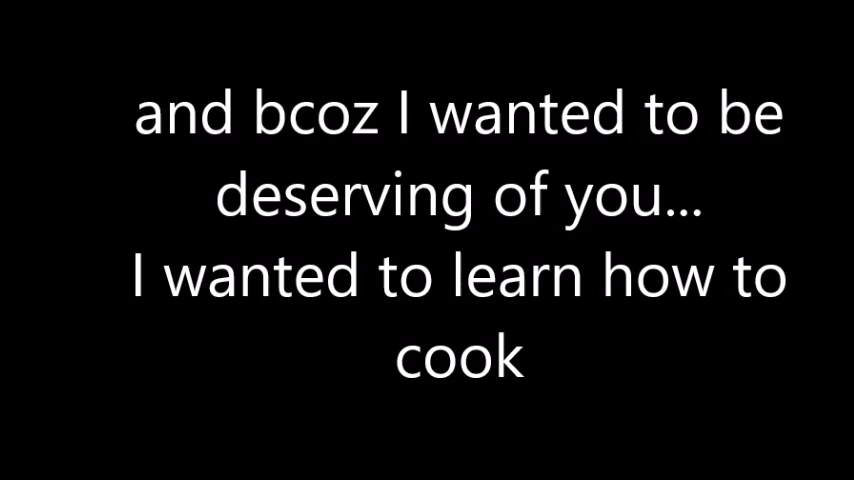 and bcoz I wanted to be
deserving of you...
I wanted to learn how to
cook